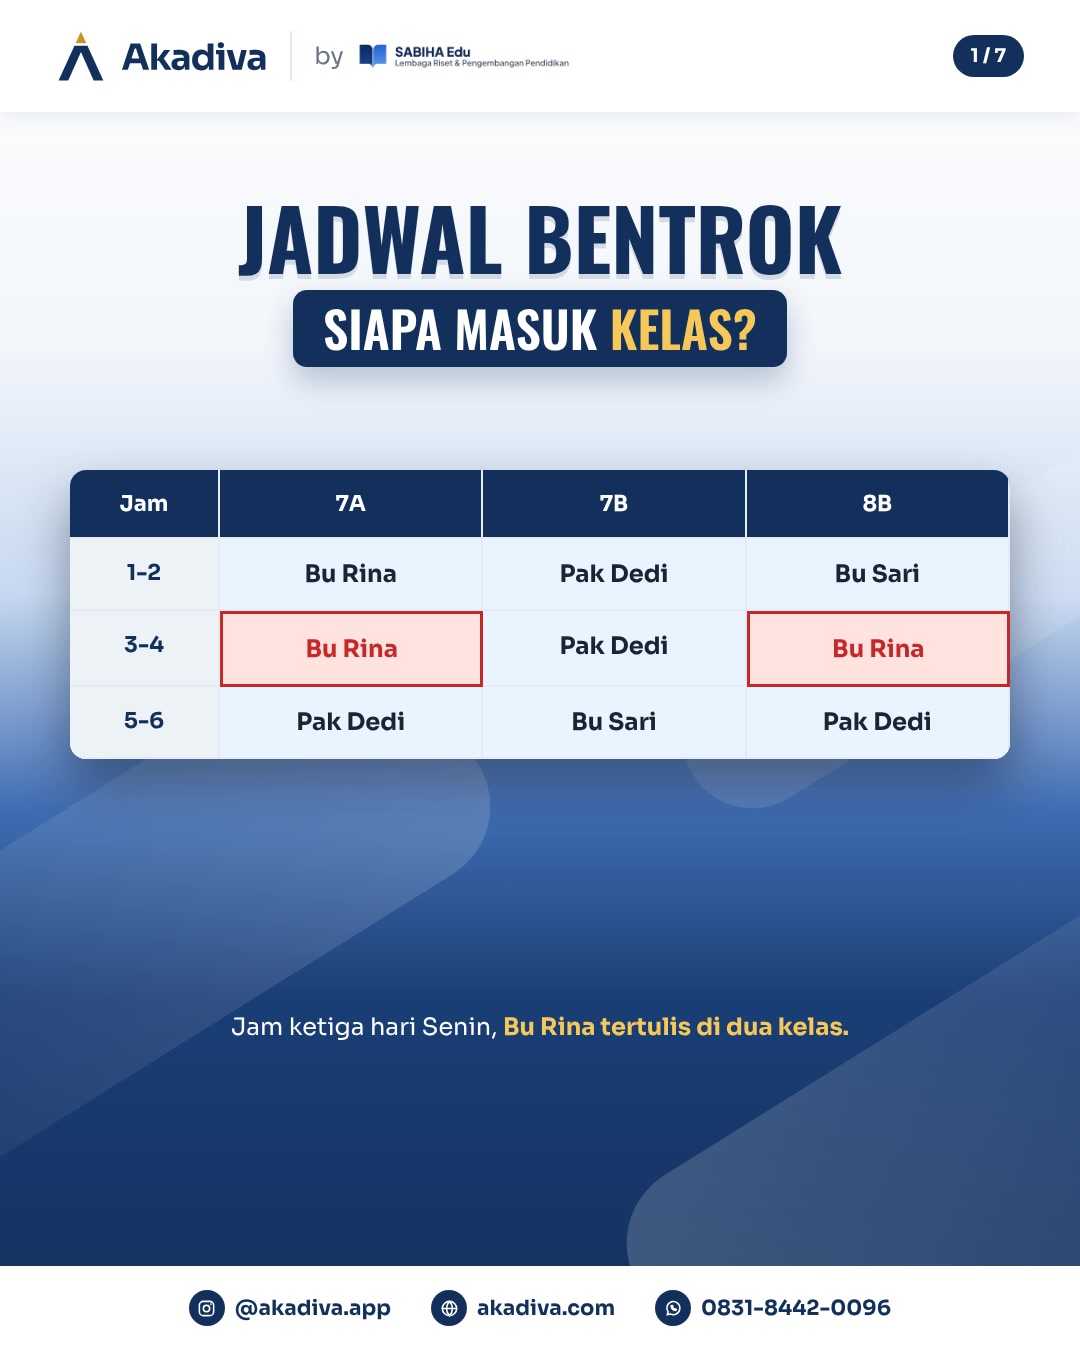 Akadiva
by
SABIHA Edu
Lembaga Riset & Pengembangan Pendidikan
1 / 7
JADWAL BENTROK
SIAPA MASUK KELAS?
Jam 7A 7B 8B
1-2 Bu Rina Pak Dedi Bu Sari
3-4 Bu Rina Pak Dedi Bu Rina
5-6 Pak Dedi Bu Sari Pak Dedi
Jam ketiga hari Senin, Bu Rina tertulis di dua kelas.
@akadiva.app akadiva.com 0831-8442-0096